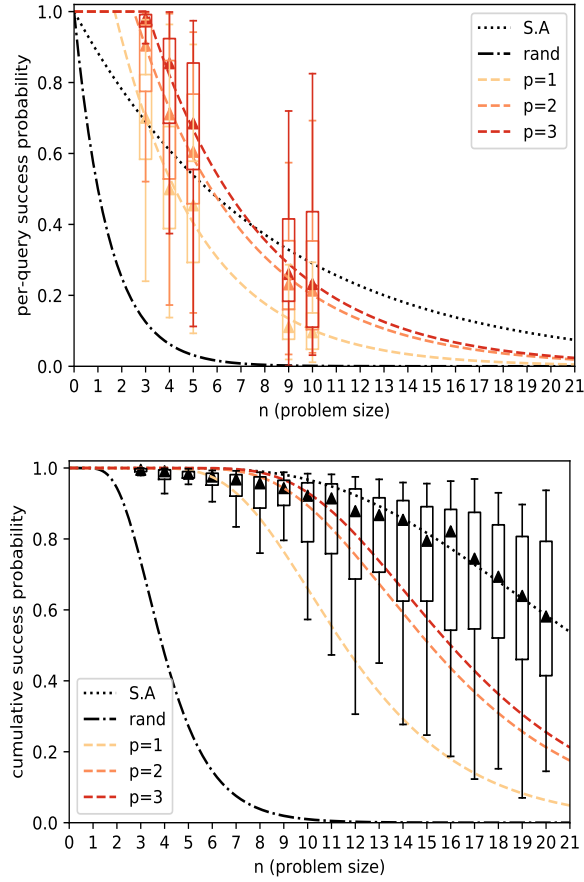 1.0
0.8
0.6
0.4
0.2
0.0
per-query success probability
S.A
rand
p=1
p=2
p=3
0 1 2 3 4 5 6 7 8 9 10 11 12 13 14 15 16 17 18 19 20 21
n (problem size)
1.0
0.8
0.6
0.4
0.2
0.0
cumulative success probability
S.A
rand
p=1
p=2
p=3
0 1 2 3 4 5 6 7 8 9 10 11 12 13 14 15 16 17 18 19 20 21
n (problem size)